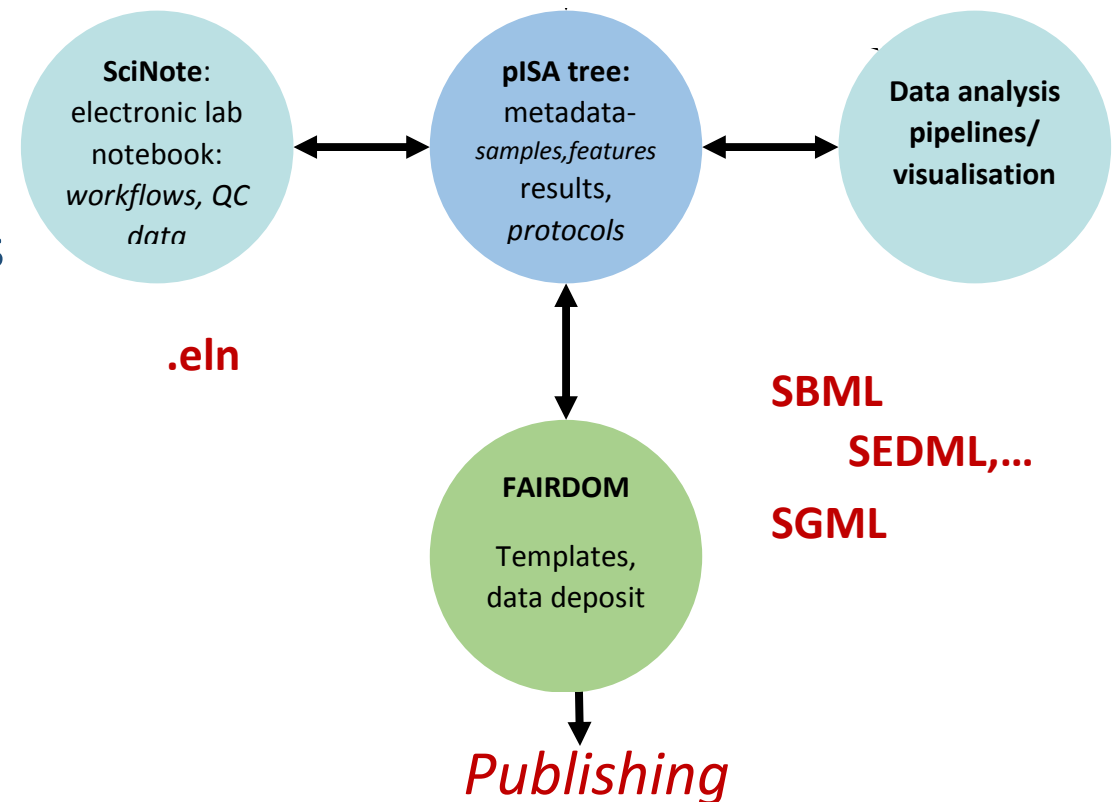 SciNote:
electronic lab
notebook:
workflows, QC
data
pISA tree:
metadata-
samples,features
results,
protocols
Data analysis
pipelines/
visualisation
s
.eln
SBML
SEDML,...
SGML
FAIRDOM
Templates,
data deposit
Publishing